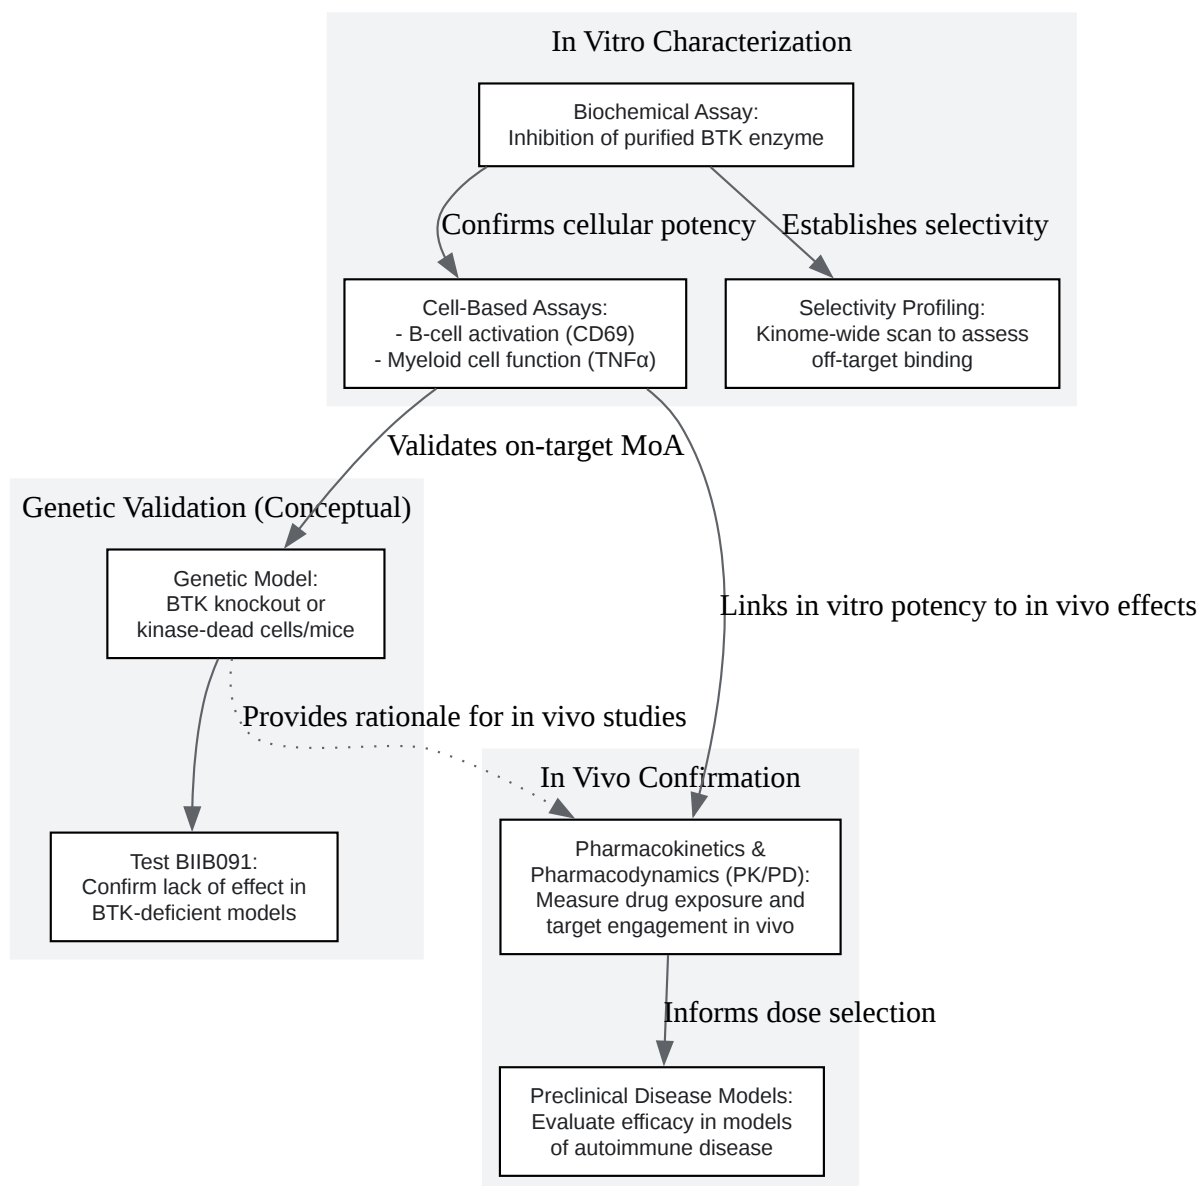 In Vitro Characterization
Biochemical Assay:
Inhibition of purified BTK enzyme
Confirms cellular potency
Establishes selectivity
Cell-Based Assays:
- B-cell activation (CD69)
- Myeloid cell function (TNFα)
Selectivity Profiling:
Kinome-wide scan to assess
off-target binding
Validates on-target MoA
Genetic Validation (Conceptual)
Genetic Model:
BTK knockout or
kinase-dead cells/mice
Links in vitro potency to in vivo effects
Provides rationale for in vivo studies
In Vivo Confirmation
Test BIIB091:
Confirm lack of effect in
BTK-deficient models
Pharmacokinetics &
Pharmacodynamics (PK/PD):
Measure drug exposure and
target engagement in vivo
Informs dose selection
Preclinical Disease Models:
Evaluate efficacy in models
of autoimmune disease